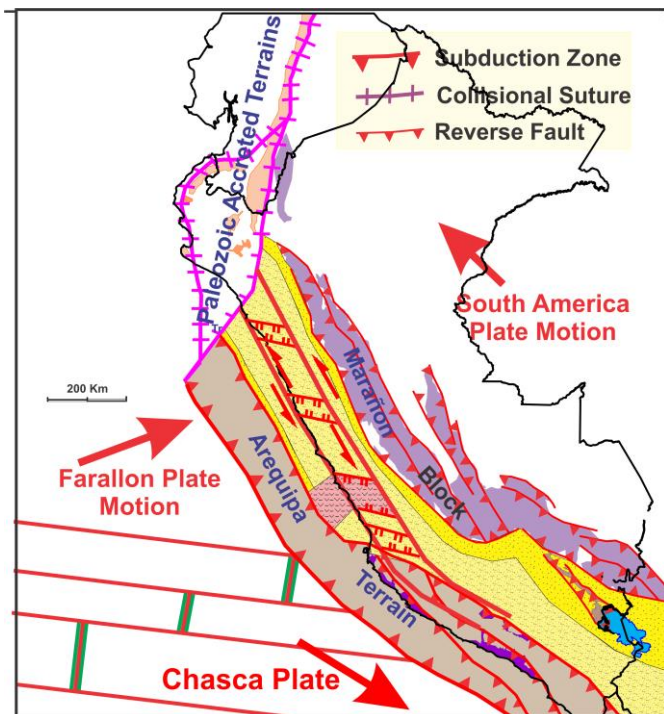 Subduction Zone
Collisional Suture
Reverse Fault
Paleozoic Accreted Terrains
South America
Plate Motion
Marañon
Block
200 Km
Farallon Plate
Motion
Arequipa
Terrain
Chasca Plate